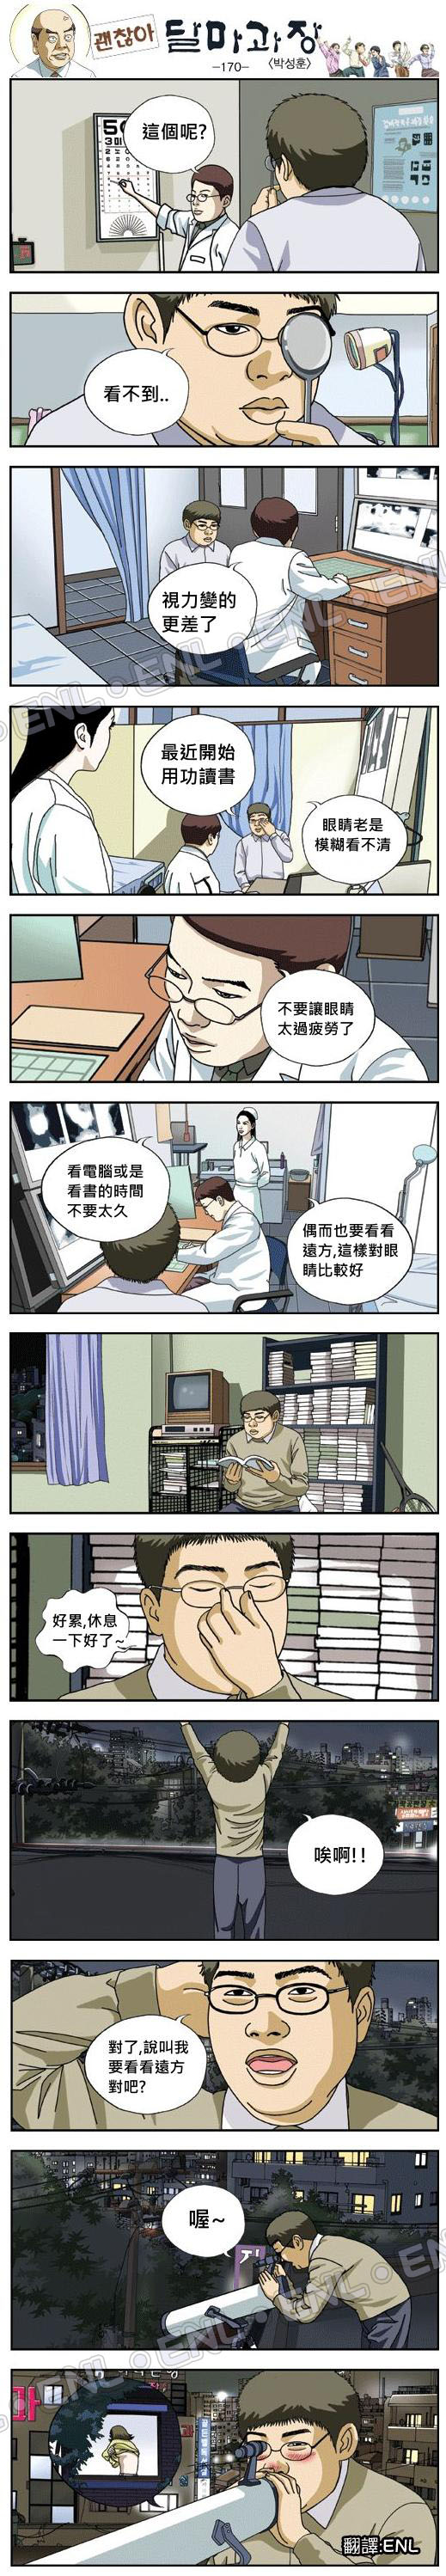 괜찮아 달마과장
-170- 〈박성훈〉
這個呢?
看不到..
視力變的
更差了
最近開始
用功讀書
眼睛老是
模糊看不清
不要讓眼睛
太過疲勞了
看電腦或是
看書的時間
不要太久
偶而也要看看
遠方,這樣對眼
睛比較好
好累,休息
一下好了~
唉啊!!
對了,說叫我
要看看遠方
對吧?
喔~
翻譯:ENL
ENL